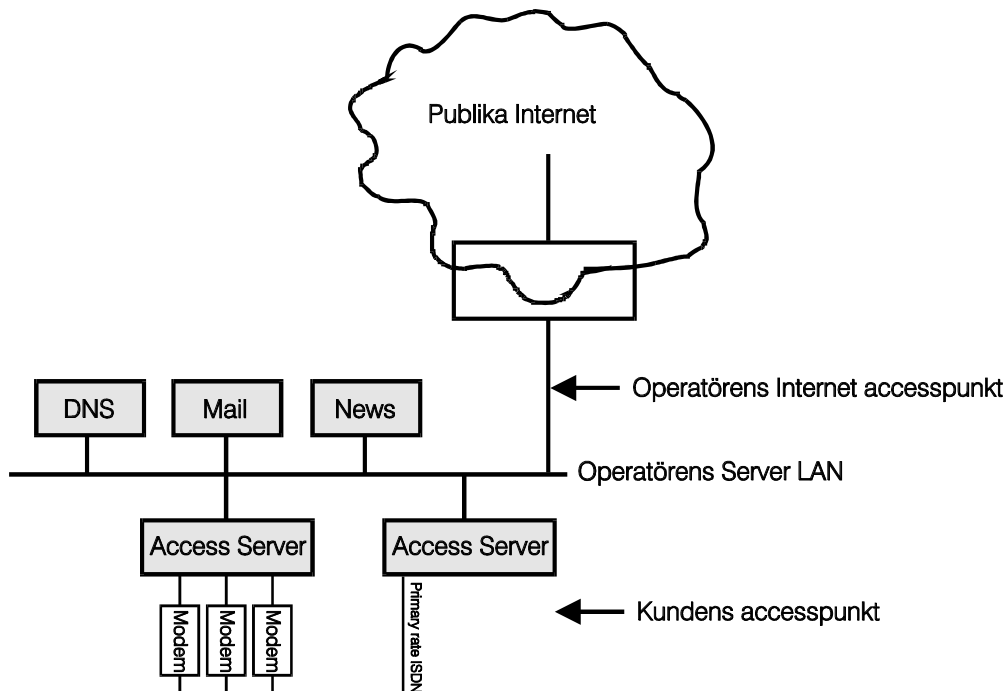 Publika Internet
Operatörens Internet accesspunkt
DNS
Mail
News
Operatörens Server LAN
Access Server
Access Server
Modem
Modem
Modem
Primary rate ISDN
Kundens accesspunkt